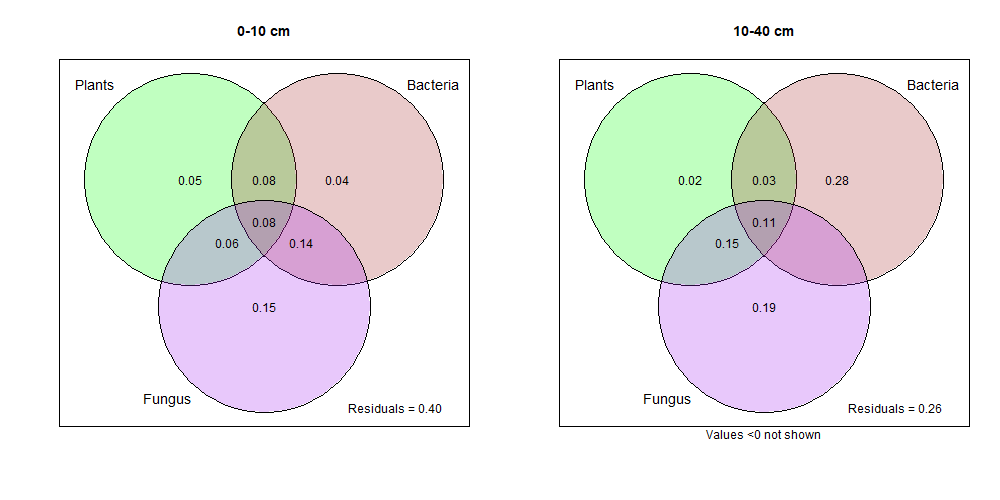 0-10 cm
Plants
Bacteria
0.05
0.08
0.04
0.08
0.06
0.14
0.15
Fungus
Residuals = 0.40
10-40 cm
Plants
Bacteria
0.02
0.03
0.28
0.11
0.15
0.19
Fungus
Residuals = 0.26
Values <0 not shown